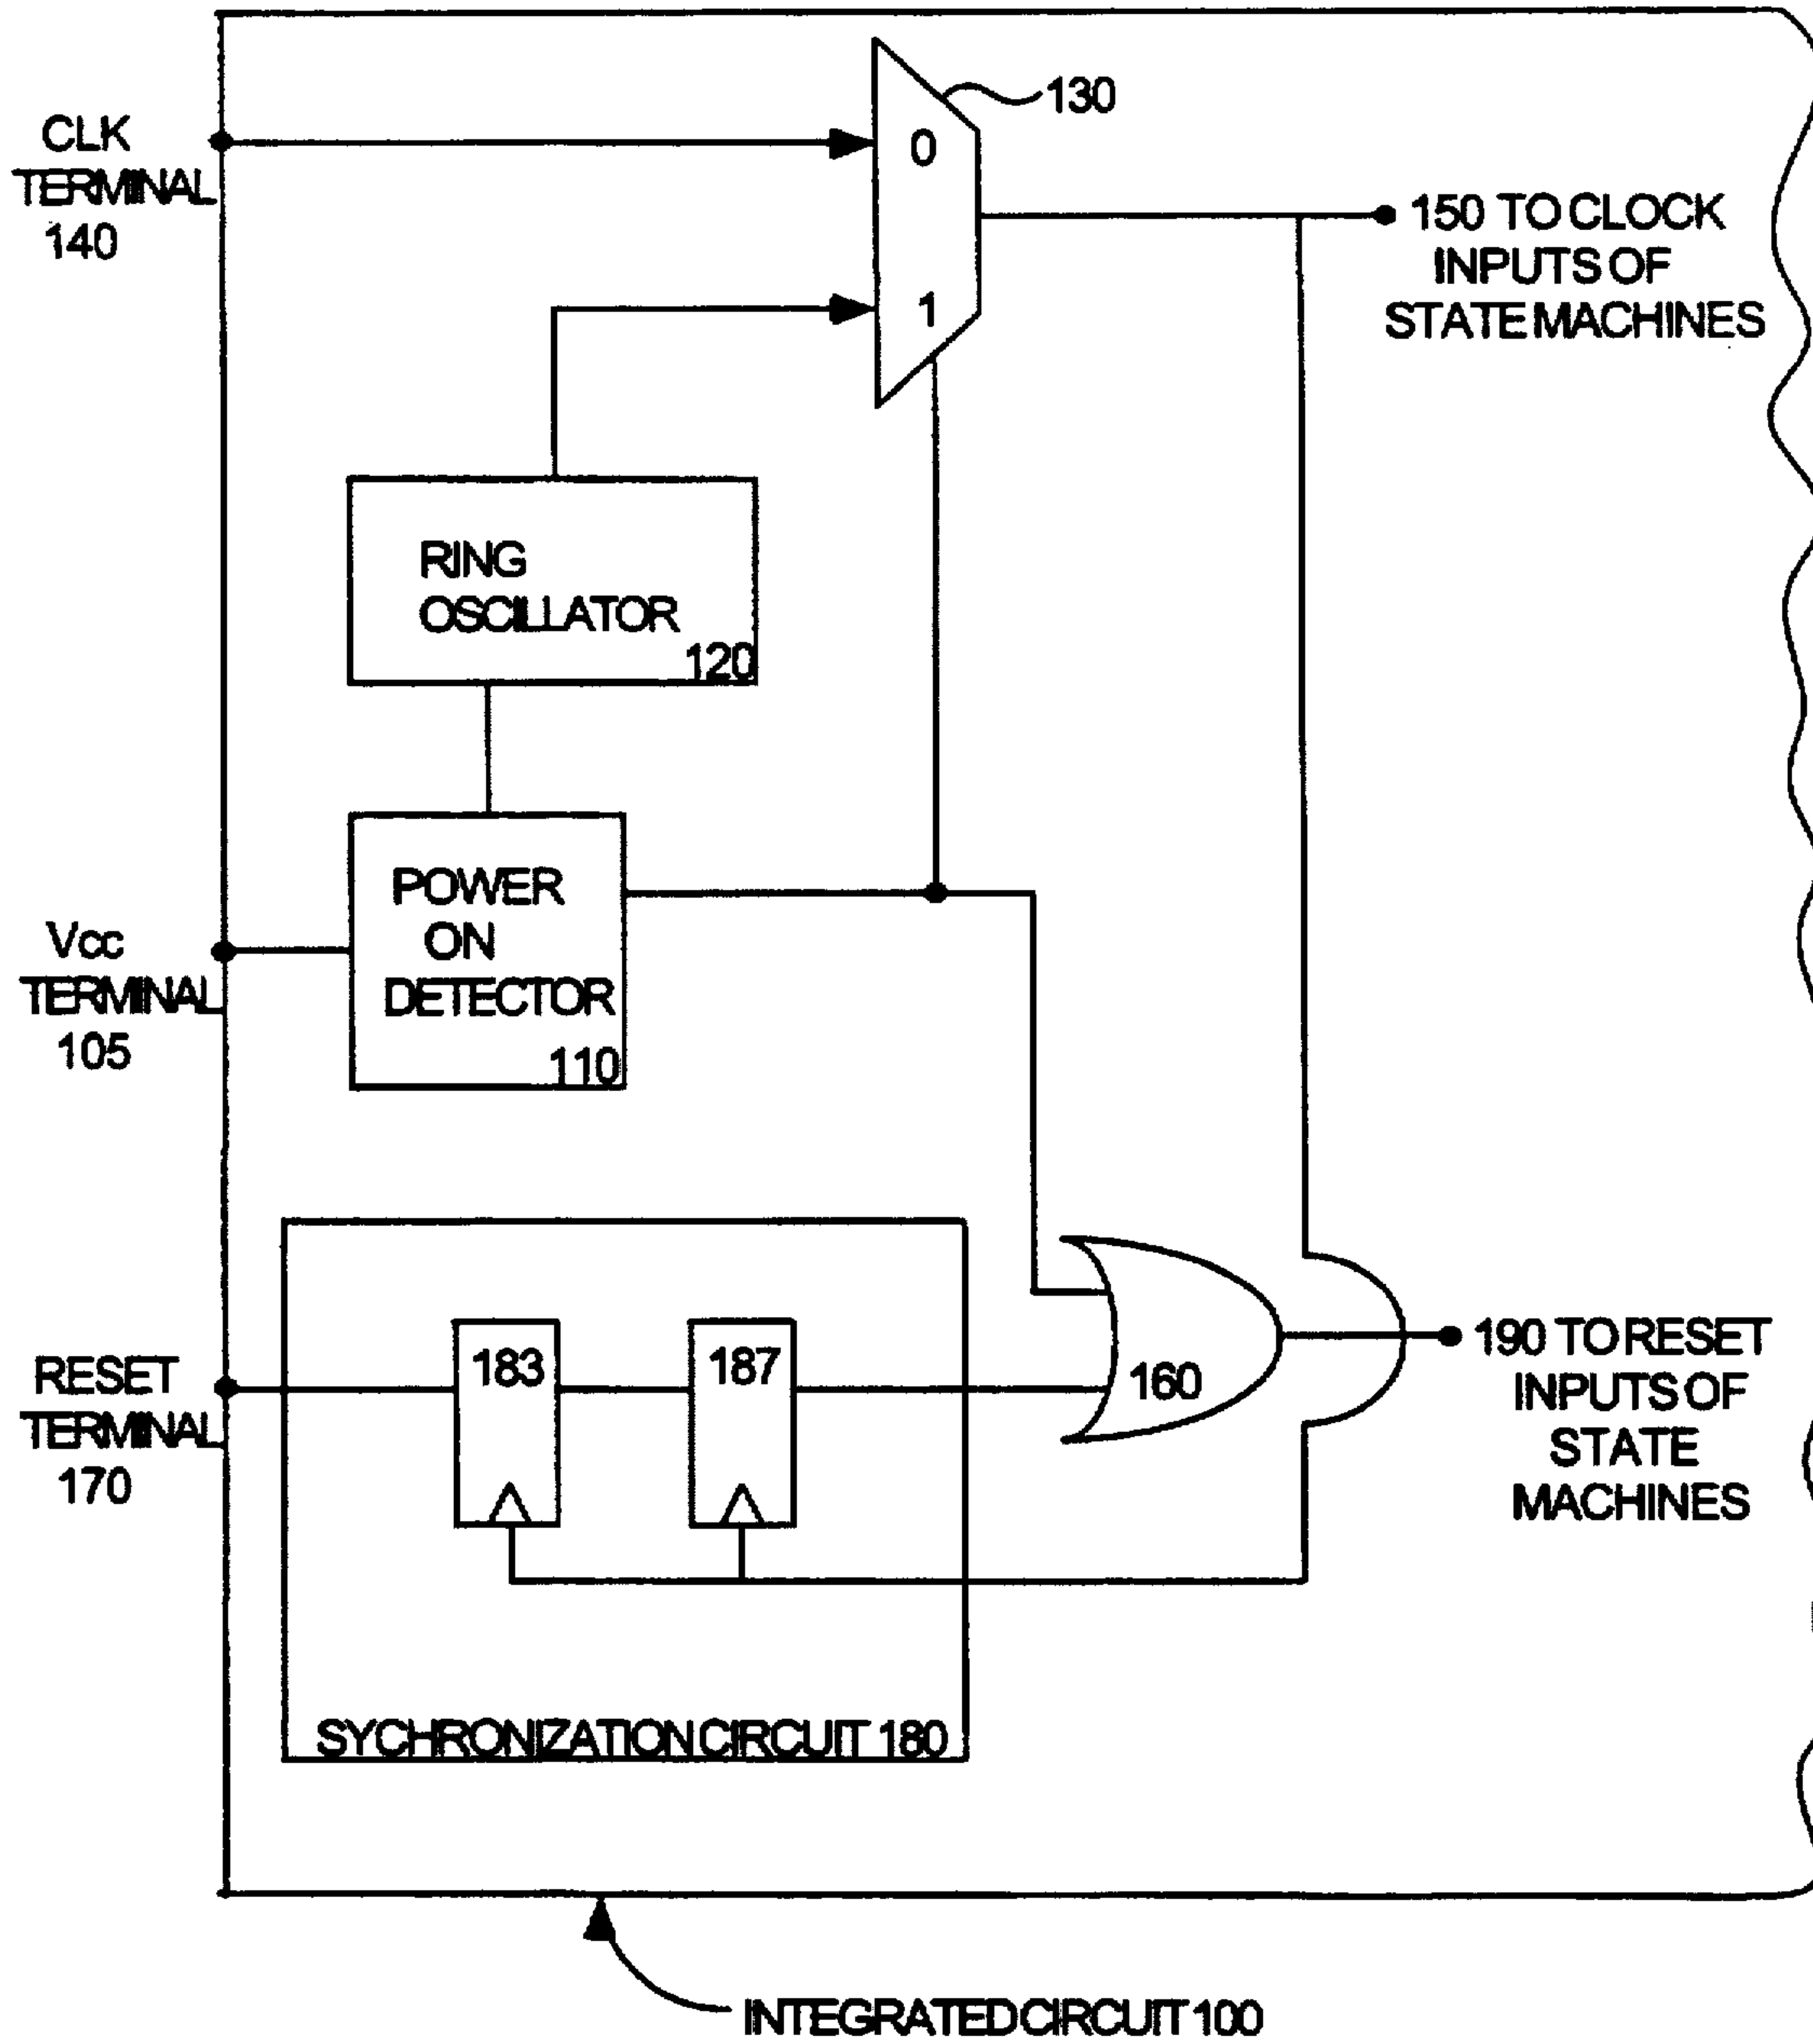 130
CLK
TERMINAL
140
0
150 TO CLOCK
INPUTS OF
STATE MACHINES
1
RING
OSCILLATOR
120
POWER
ON
DETECTOR
110
Vcc
TERMINAL
105
RESET
TERMINAL
170
183
187
160
190 TO RESET
INPUTS OF
STATE
MACHINES
SYCHRONIZATION CIRCUIT 180
INTEGRATED CIRCUIT 100